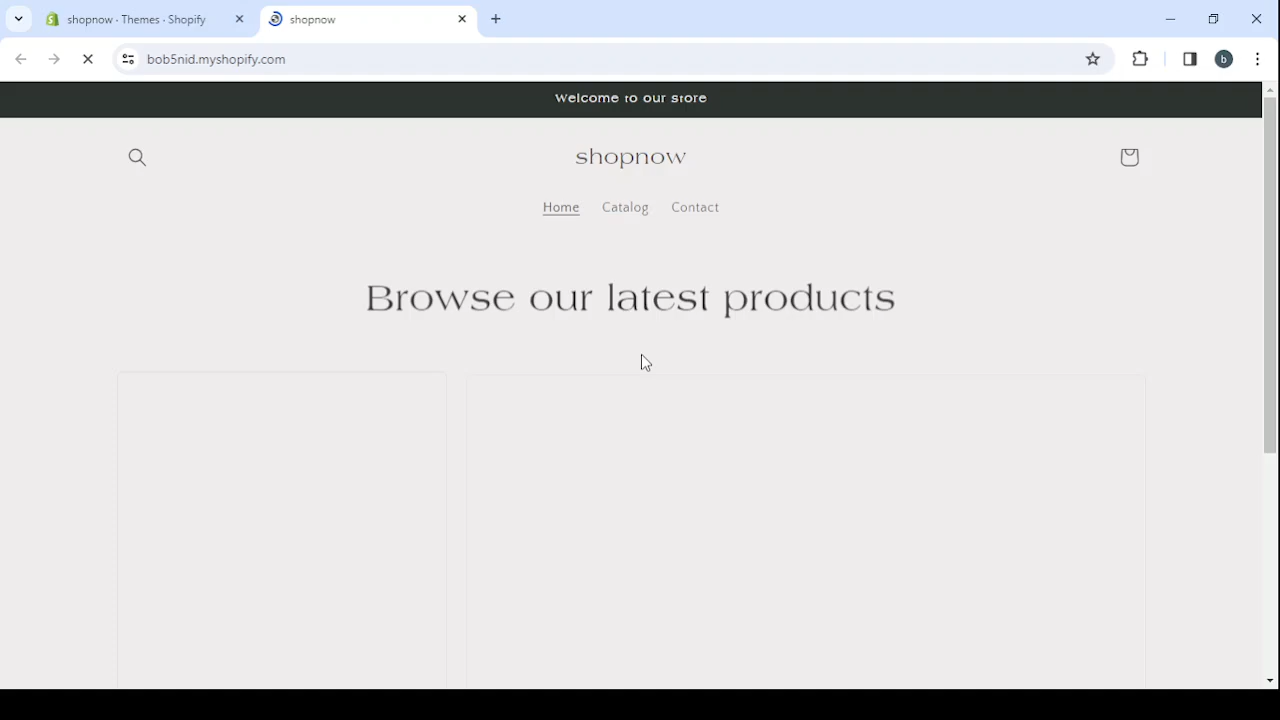 shopnow · Themes · Shopify
shopnow
bob5nid.myshopify.com
b
Welcome to our store
shopnow
Home Catalog Contact
Browse our latest products